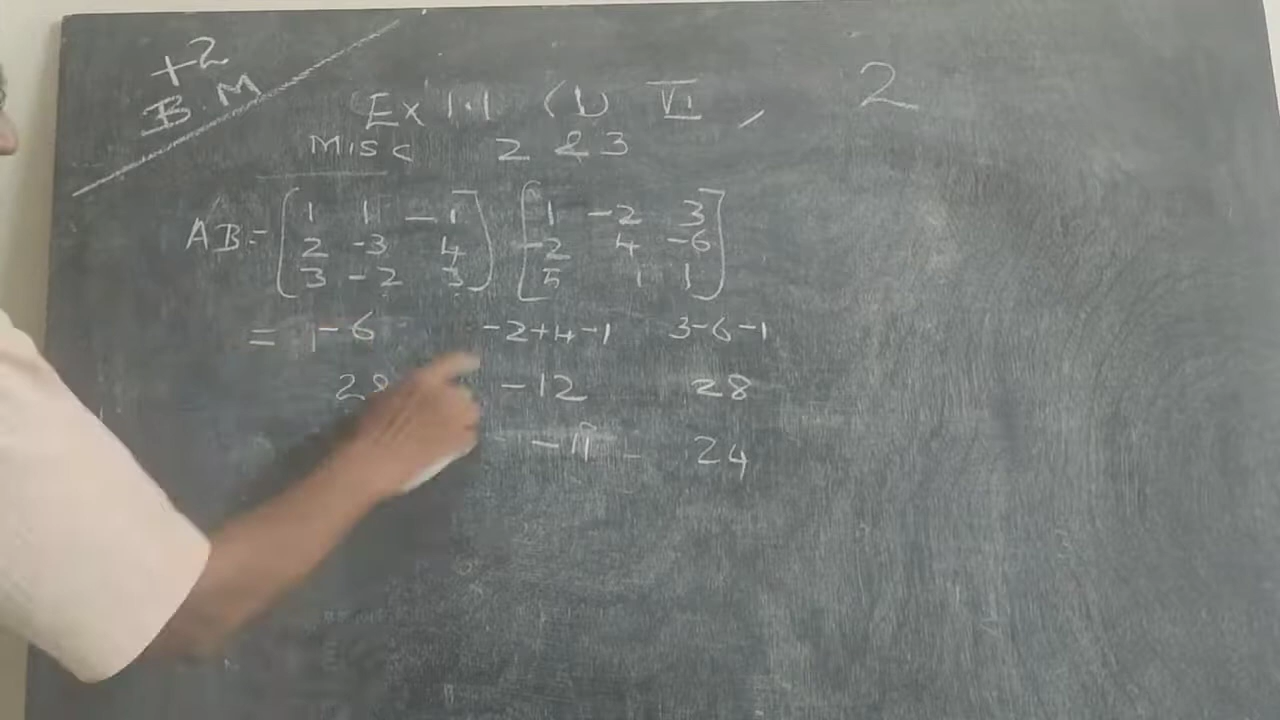 +2
B.M
Ex 1.1 (1) VI, 2
Misc 2 & 3
AB = [1 1 -1] [1 -2 3]
[2 -3 4] [-2 4 -6]
[3 -2 3] [5 1 1]
= -6 -2+4-1 3-6-1
28 -12 28
-11 24